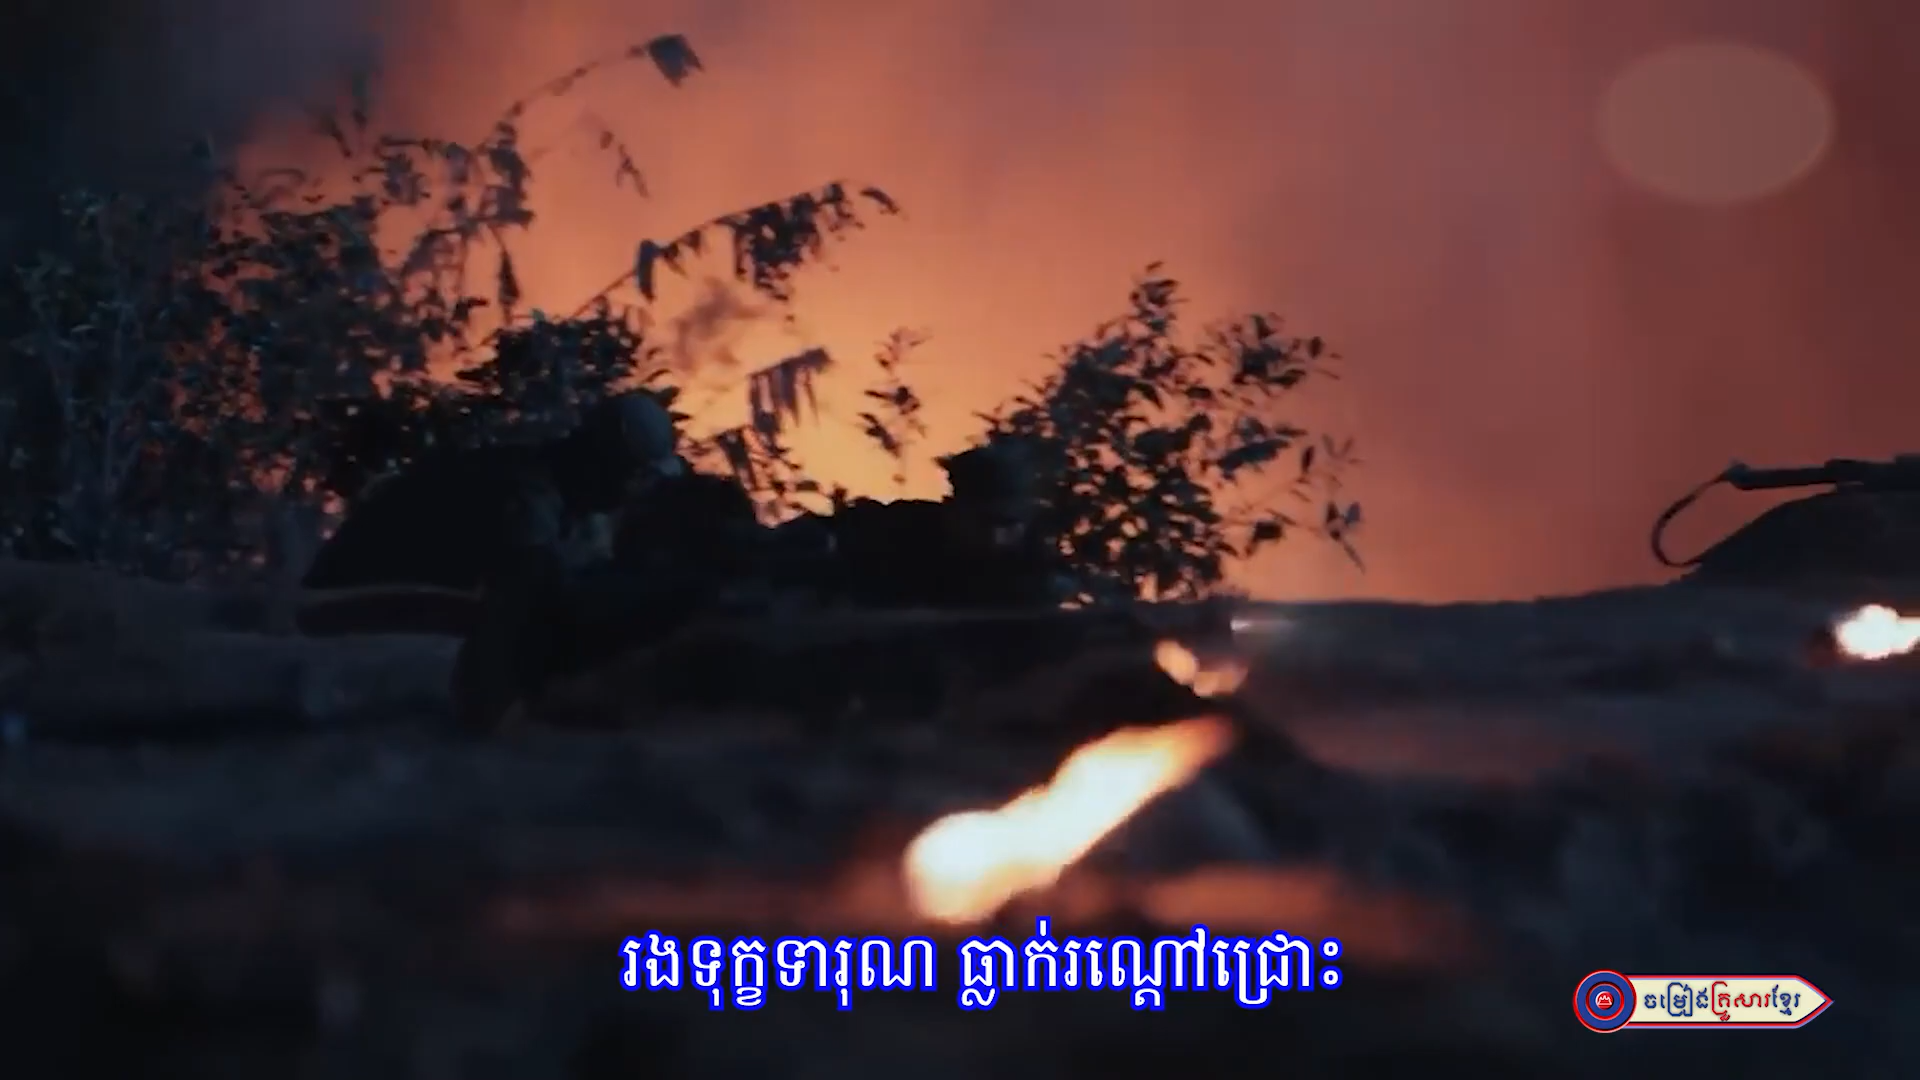 រងទុក្ខទារុណ ធ្លាក់រណ្ដៅជ្រោះ
ចម្រៀងគ្រួសារខ្មែរ